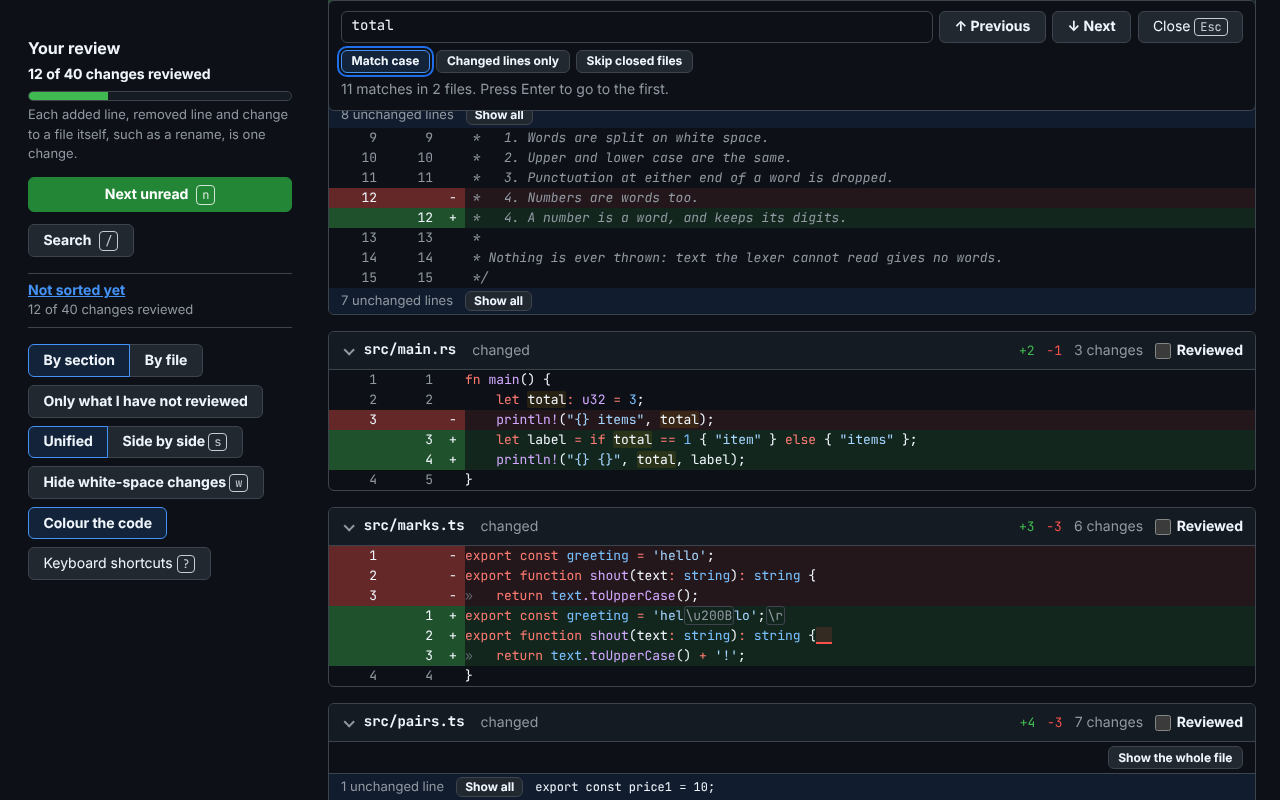 Your review
12 of 40 changes reviewed
Each added line, removed line and change
to a file itself, such as a rename, is one
change.
Next unread n
Search /
Not sorted yet
12 of 40 changes reviewed
By section By file
Only what I have not reviewed
Unified Side by side s
Hide white-space changes w
Colour the code
Keyboard shortcuts ?
total ↑ Previous ↓ Next Close Esc
Match case Changed lines only Skip closed files
11 matches in 2 files. Press Enter to go to the first.
8 unchanged lines Show all
9 9 * 1. Words are split on white space.
10 10 * 2. Upper and lower case are the same.
11 11 * 3. Punctuation at either end of a word is dropped.
12 - * 4. Numbers are words too.
12 + * 4. A number is a word, and keeps its digits.
13 13 *
14 14 * Nothing is ever thrown: text the lexer cannot read gives no words.
15 15 */
7 unchanged lines Show all
src/main.rs changed +2 -1 3 changes Reviewed
1 1 fn main() {
2 2 let total: u32 = 3;
3 - println!("{} items", total);
3 + let label = if total == 1 { "item" } else { "items" };
4 + println!("{} {}", total, label);
4 5 }
src/marks.ts changed +3 -3 6 changes Reviewed
1 - export const greeting = 'hello';
2 - export function shout(text: string): string {
3 - » return text.toUpperCase();
1 + export const greeting = 'hel\u200Blo';\r
2 + export function shout(text: string): string {
3 + » return text.toUpperCase() + '!';
4 4 }
src/pairs.ts changed +4 -3 7 changes Reviewed
Show the whole file
1 unchanged line Show all export const price1 = 10;